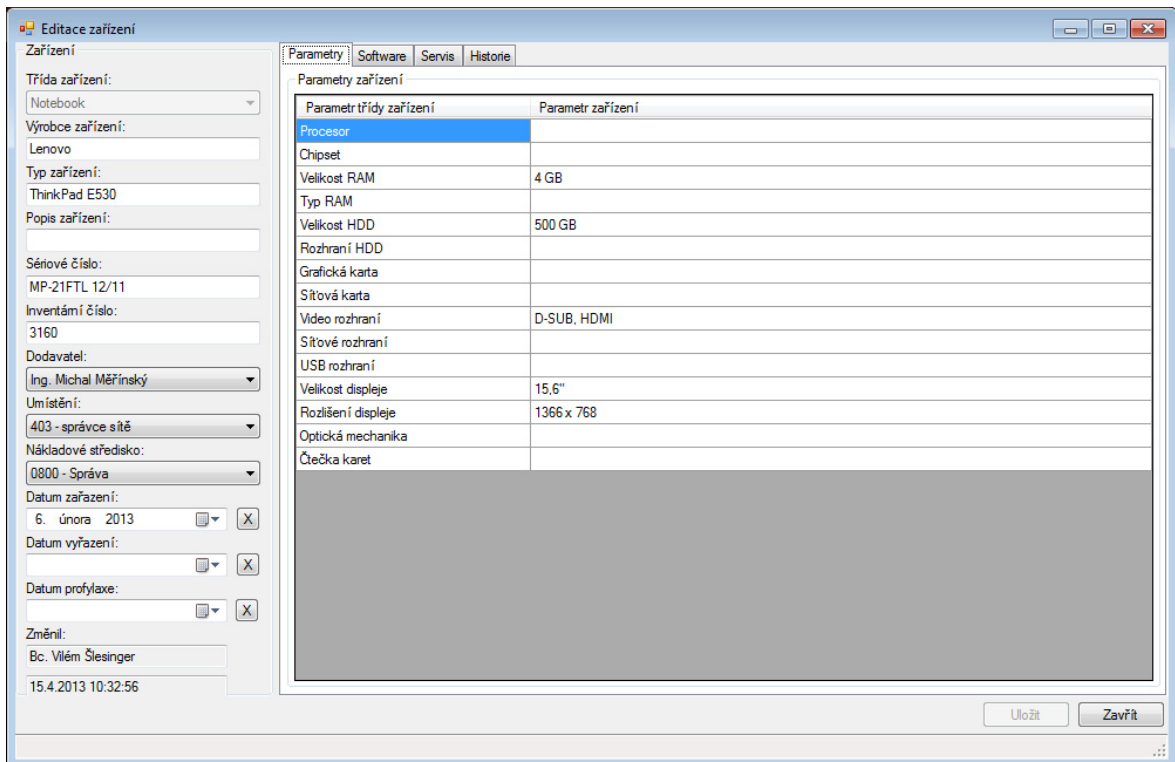 Editace zařízení
Zařízení
Třída zařízení:
Notebook
Výrobce zařízení:
Lenovo
Typ zařízení:
ThinkPad E530
Popis zařízení:
Sériové číslo:
MP-21FTL 12/11
Inventární číslo:
3160
Dodavatel:
Ing. Michal Měřínský
Umístění:
403 - správce sítě
Nákladové středisko:
0800 - Správa
Datum zařazení:
6. února 2013 X
Datum vyřazení:
X
Datum profylaxe:
X
Změnil:
Bc. Vilém Šlesinger
15.4.2013 10:32:56
Parametry Software Servis Historie
Parametry zařízení
Parametr třídy zařízení Parametr zařízení
Procesor
Chipset
Velikost RAM 4 GB
Typ RAM
Velikost HDD 500 GB
Rozhraní HDD
Grafická karta
Síťová karta
Video rozhraní D-SUB, HDMI
Síťové rozhraní
USB rozhraní
Velikost displeje 15,6"
Rozlišení displeje 1366 x 768
Optická mechanika
Čtečka karet
Uložit Zavřít